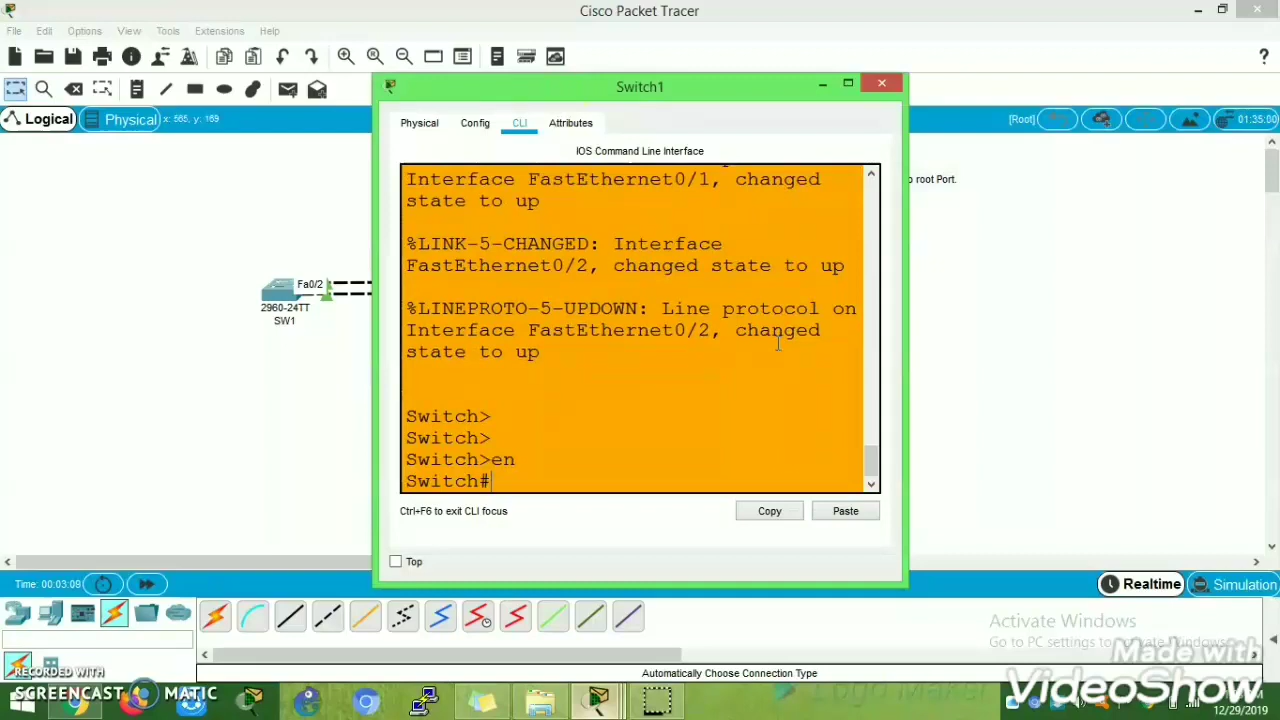 Cisco Packet Tracer
File Edit Options View Tools Extensions Help
?
Switch1
Logical
Physical
x: 565, y: 169
[Root]
01:35:00
Physical Config CLI Attributes
IOS Command Line Interface
o root Port.
Interface FastEthernet0/1, changed
state to up
%LINK-5-CHANGED: Interface
FastEthernet0/2, changed state to up
%LINEPROTO-5-UPDOWN: Line protocol on
Interface FastEthernet0/2, changed
state to up
Switch>
Switch>
Switch>en
Switch#
Fa0/2
2960-24TT
SW1
Ctrl+F6 to exit CLI focus
Copy
Paste
Top
Time: 00:03:09
Realtime
Simulation
Activate Windows
Go to PC settings to activate Windows.
Automatically Choose Connection Type
RECORDED WITH
SCREENCAST MATIC
Made with
VideoShow
12/29/2019